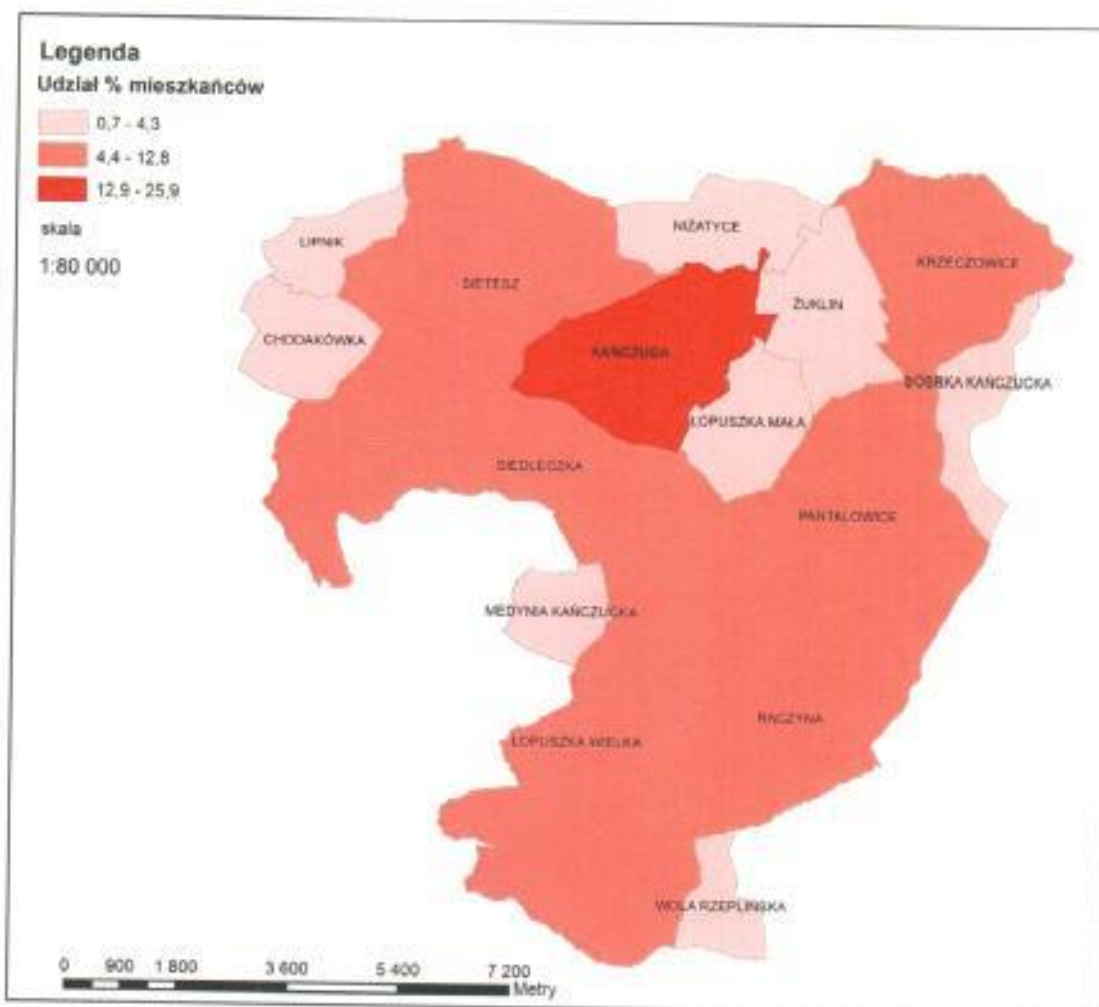 Legenda
Udział % mieszkańców
0,7 - 4,3
4,4 - 12,8
12,9 - 25,9
skala
1:80 000
LIPNIK
NIŻATYCE
KRZECZOWICE
SIETESZ
ŻUKLIN
CHODAKÓWKA
KAŃCZUGA
BÓBRKA KAŃCZUCKA
ŁOPUSZKA MAŁA
SIEDLECZKA
PANTALOWICE
MEDYNIA KAŃCZUCKA
RĄCZYNA
ŁOPUSZKA WIELKA
WOLA RZEPLIŃSKA
0 900 1 800 3 600 5 400 7 200
Metry